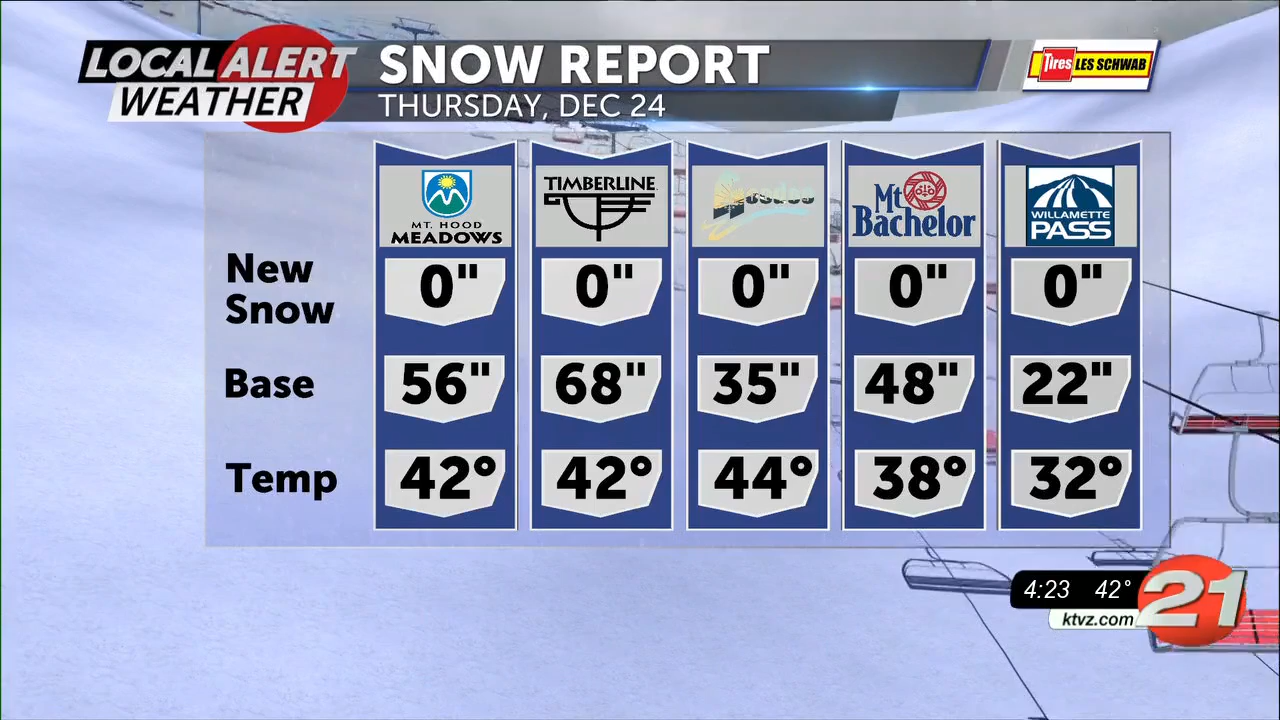 LOCAL ALERT
WEATHER
SNOW REPORT
THURSDAY, DEC 24
Tires LES SCHWAB
MT. HOOD
MEADOWS
TIMBERLINE
Mt
Bachelor
WILLAMETTE
PASS
New
Snow
0" 0" 0" 0" 0"
Base 56" 68" 35" 48" 22"
Temp 42° 42° 44° 38° 32°
4:23 42°
21
ktvz.com